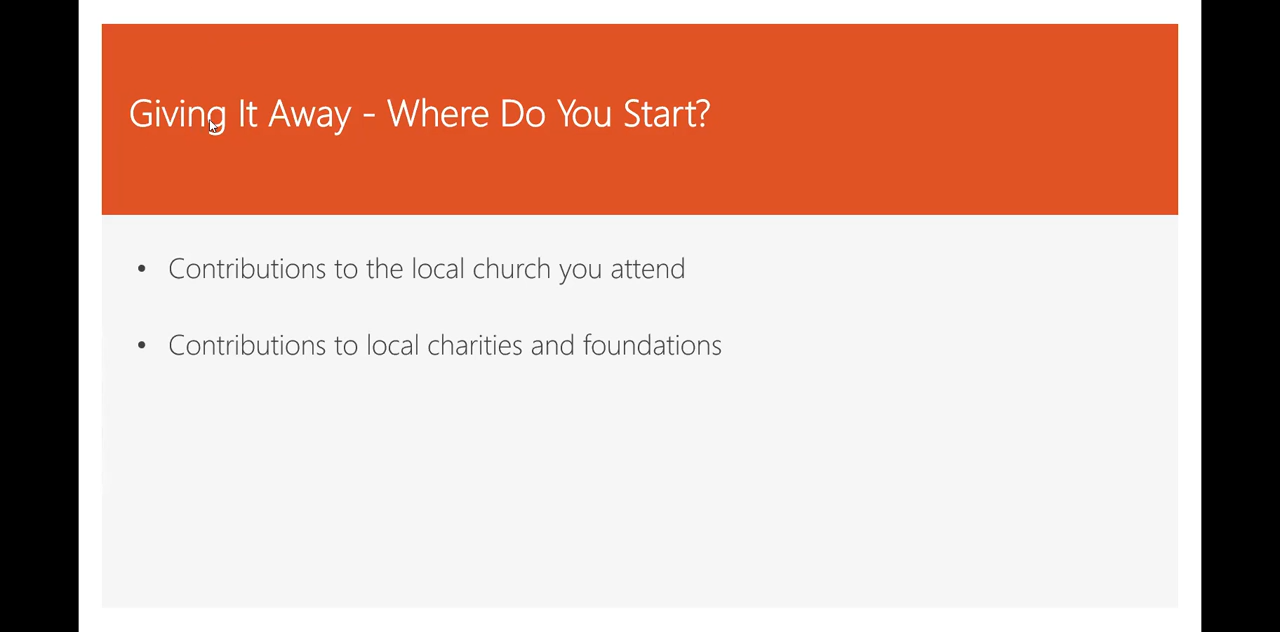 Giving It Away - Where Do You Start?
• Contributions to the local church you attend
• Contributions to local charities and foundations